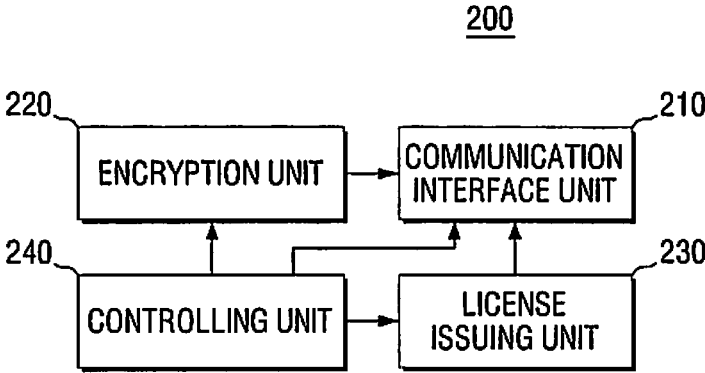 200
220
210
ENCRYPTION UNIT
COMMUNICATION
INTERFACE UNIT
240
230
CONTROLLING UNIT
LICENSE
ISSUING UNIT